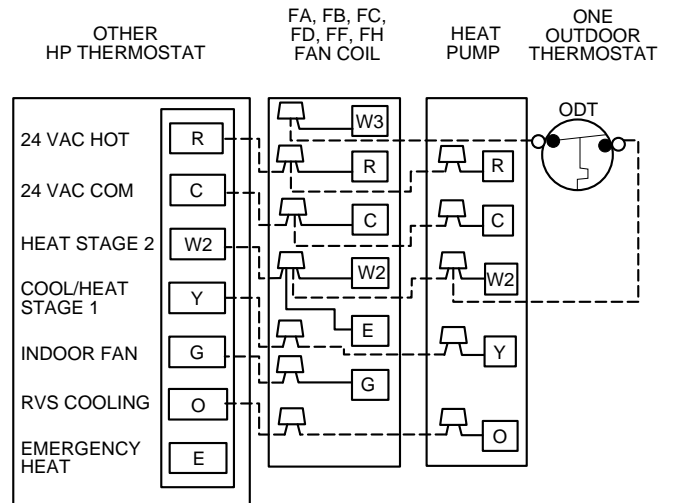 OTHER
HP THERMOSTAT
FA, FB, FC,
FD, FF, FH
FAN COIL
HEAT
PUMP
ONE
OUTDOOR
THERMOSTAT
ODT
24 VAC HOT
R
24 VAC COM
C
HEAT STAGE 2
W2
COOL/HEAT
STAGE 1
Y
INDOOR FAN
G
RVS COOLING
O
EMERGENCY
HEAT
E
W3
R
C
W2
E
G
R
C
W2
Y
O